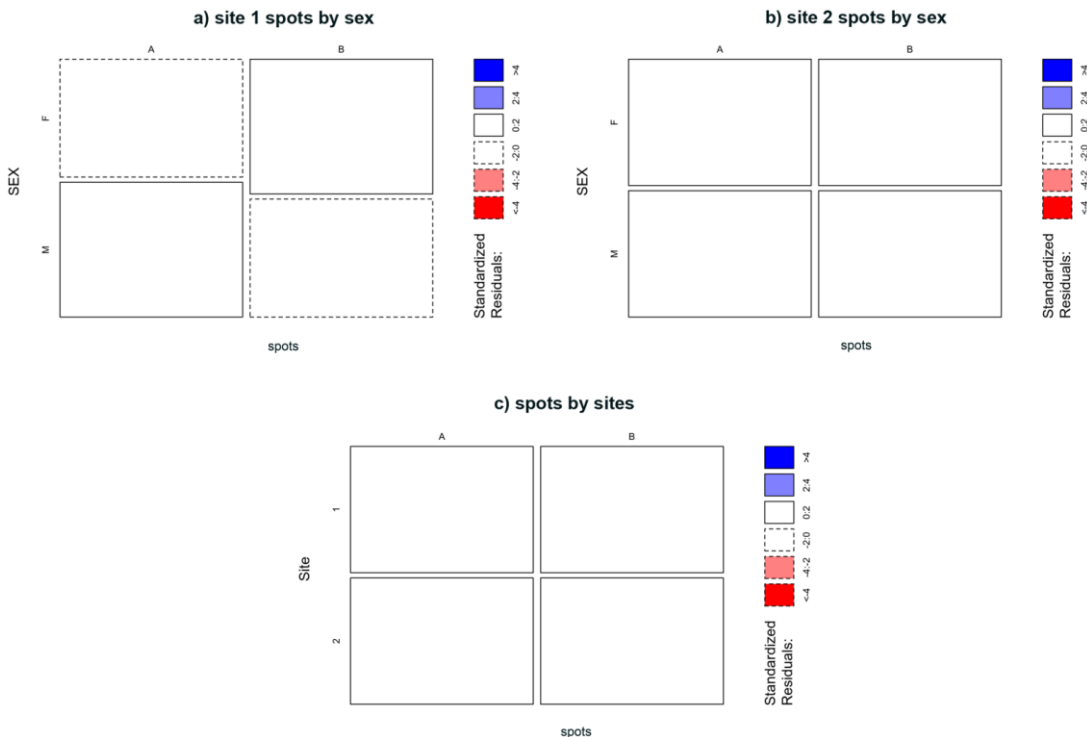 a) site 1 spots by sex
A B
SEX
F
M
spots
Standardized
Residuals:
<-4
-4:-2
-2:0
0:2
2:4
>4
b) site 2 spots by sex
A B
SEX
F
M
spots
Standardized
Residuals:
<-4
-4:-2
-2:0
0:2
2:4
>4
c) spots by sites
A B
Site
1
2
spots
Standardized
Residuals:
<-4
-4:-2
-2:0
0:2
2:4
>4